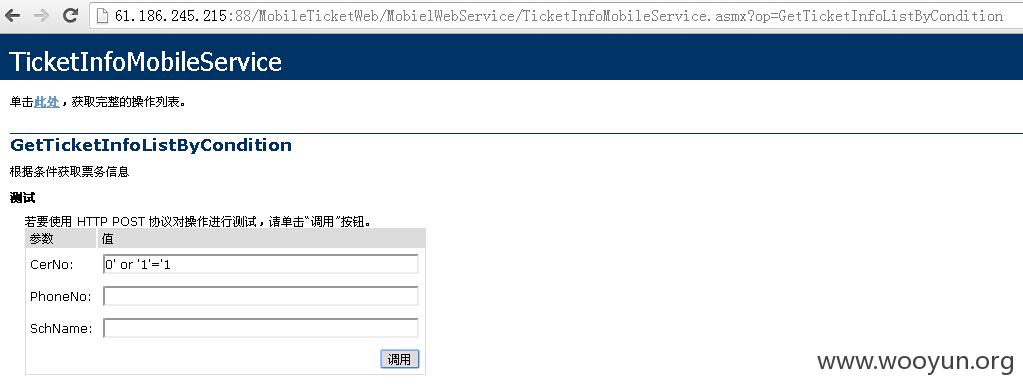 61.186.245.215:88/MobileTicketWeb/MobielWebService/TicketInfoMobileService.asmx?op=GetTicketInfoListByCondition
TicketInfoMobileService
单击此处，获取完整的操作列表。
GetTicketInfoListByCondition
根据条件获取票务信息
测试
若要使用 HTTP POST 协议对操作进行测试，请单击“调用”按钮。
参数 值
CerNo: 0' or '1'='1
PhoneNo:
SchName:
调用
www.wooyun.org